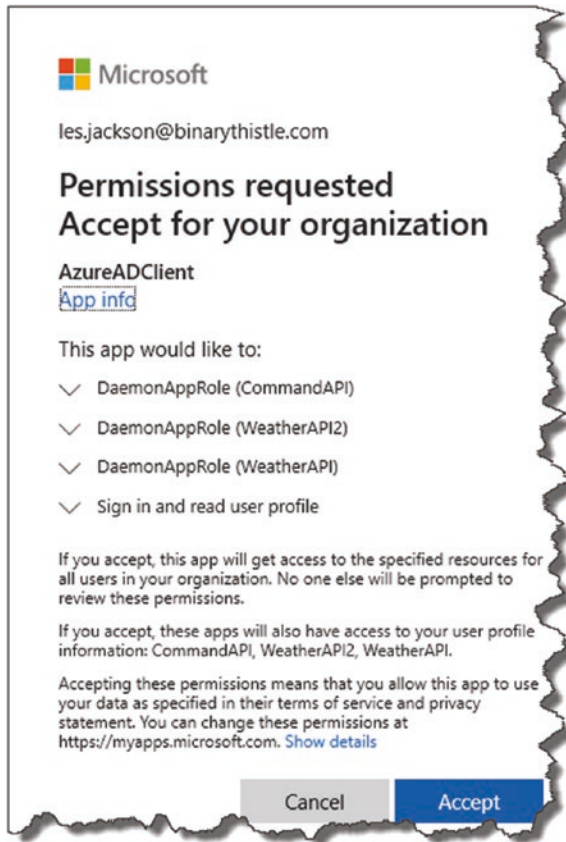 Microsoft
les.jackson@binarythistle.com
Permissions requested
Accept for your organization
AzureADClient
App info
This app would like to:
DaemonAppRole (CommandAPI)
DaemonAppRole (WeatherAPI2)
DaemonAppRole (WeatherAPI)
Sign in and read user profile
If you accept, this app will get access to the specified resources for
all users in your organization. No one else will be prompted to
review these permissions.
If you accept, these apps will also have access to your user profile
information: CommandAPI, WeatherAPI2, WeatherAPI.
Accepting these permissions means that you allow this app to use
your data as specified in their terms of service and privacy
statement. You can change these permissions at
https://myapps.microsoft.com. Show details
Cancel Accept